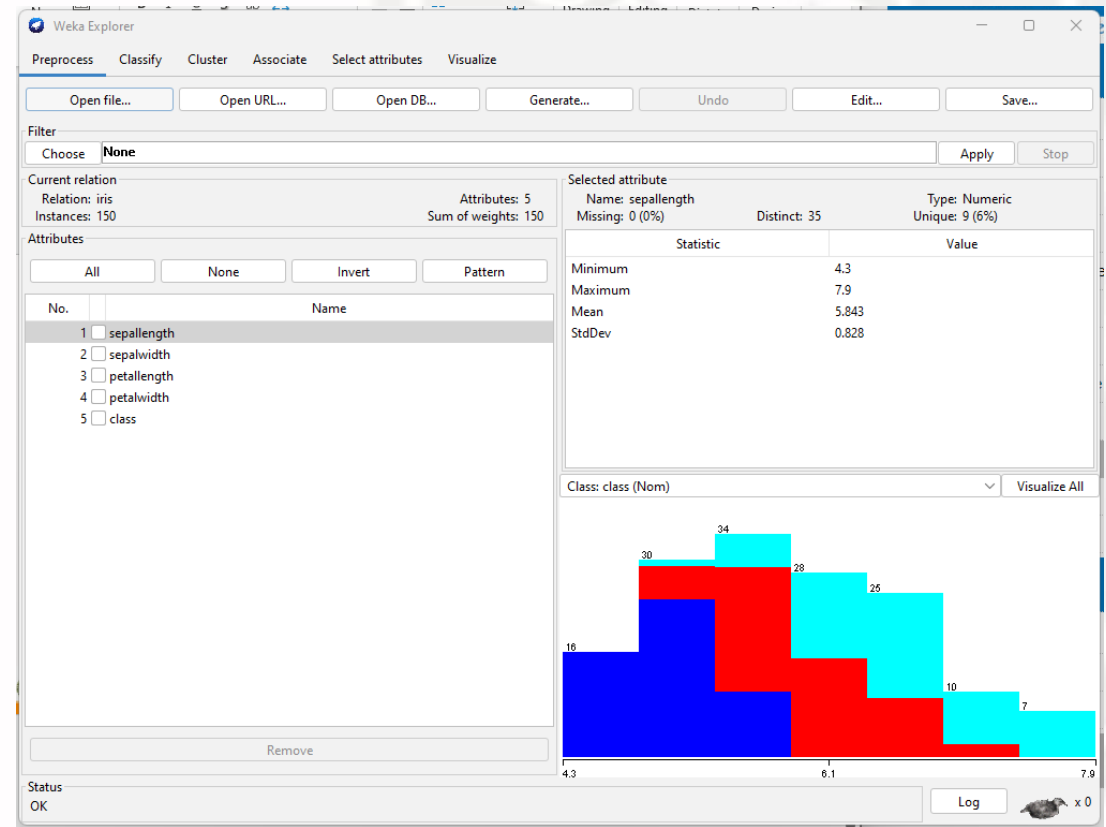 Drawing Editing
Weka Explorer
Preprocess Classify Cluster Associate Select attributes Visualize
Open file... Open URL... Open DB... Generate... Undo Edit... Save...
Filter
Choose None Apply Stop
Current relation
Relation: iris Attributes: 5
Instances: 150 Sum of weights: 150
Attributes
All None Invert Pattern
No. Name
1 sepallength
2 sepalwidth
3 petallength
4 petalwidth
5 class
Remove
Selected attribute
Name: sepallength Type: Numeric
Missing: 0 (0%) Distinct: 35 Unique: 9 (6%)
Statistic Value
Minimum 4.3
Maximum 7.9
Mean 5.843
StdDev 0.828
Class: class (Nom) Visualize All
16 30 34 28 25 10 7
4.3 6.1 7.9
Status
OK
Log x 0